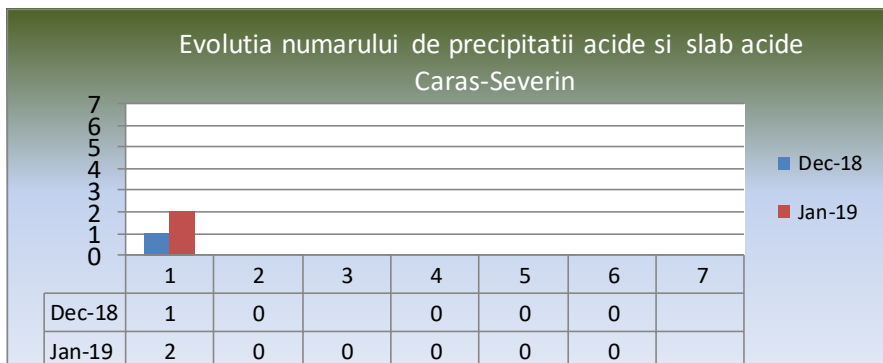 Evolutia numarului de precipitatii acide si slab acide
Caras-Severin
7
6
5
4
3
2
1
0
Dec-18
Jan-19
1 2 3 4 5 6 7
Dec-18 1 0 0 0 0
Jan-19 2 0 0 0 0 0